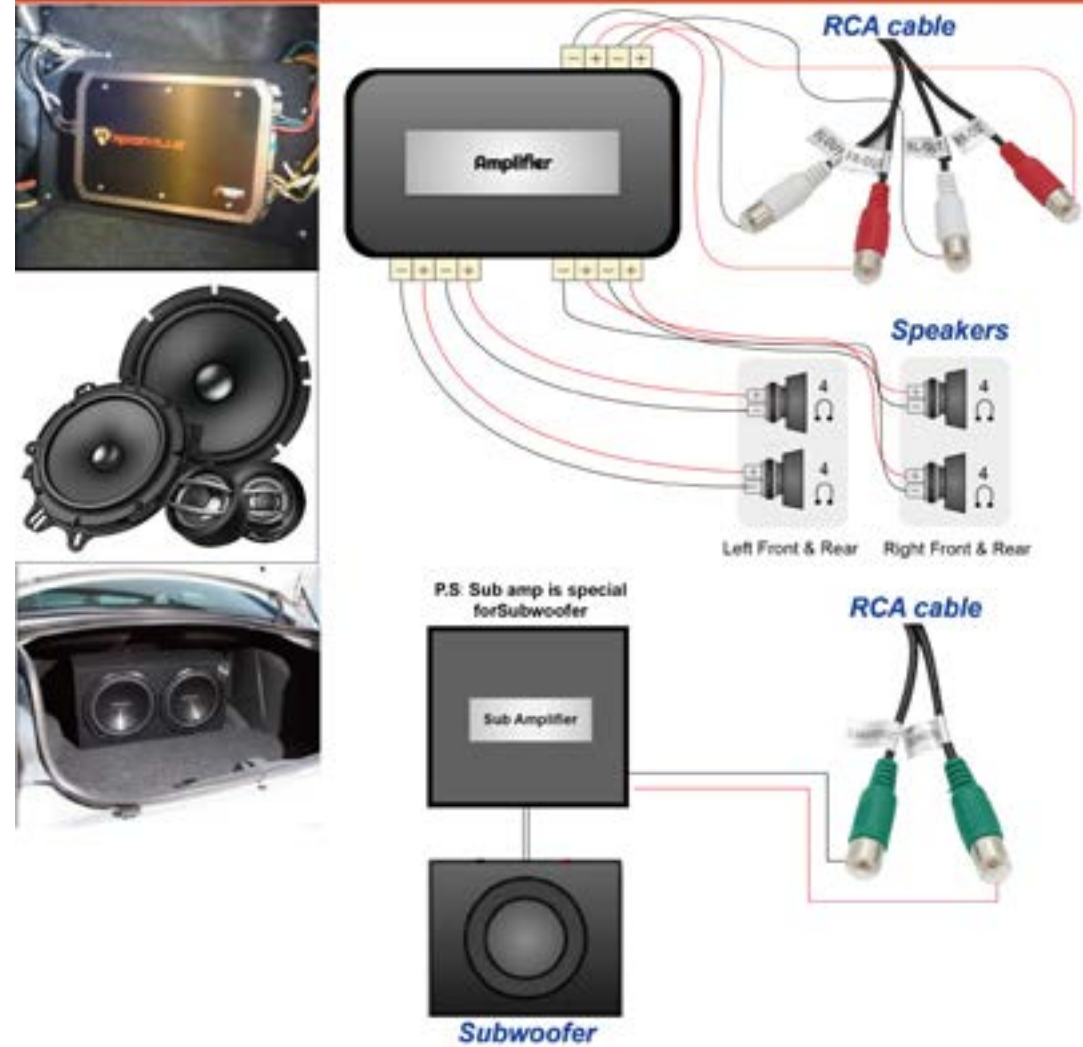 RCA cable
− + − +
Amplifier
− + − +
− + − +
Speakers
+
−
4
+
−
4
+
−
4
+
−
4
Left Front & Rear
Right Front & Rear
P.S: Sub amp is special
forSubwoofer
RCA cable
Sub Amplifier
Subwoofer